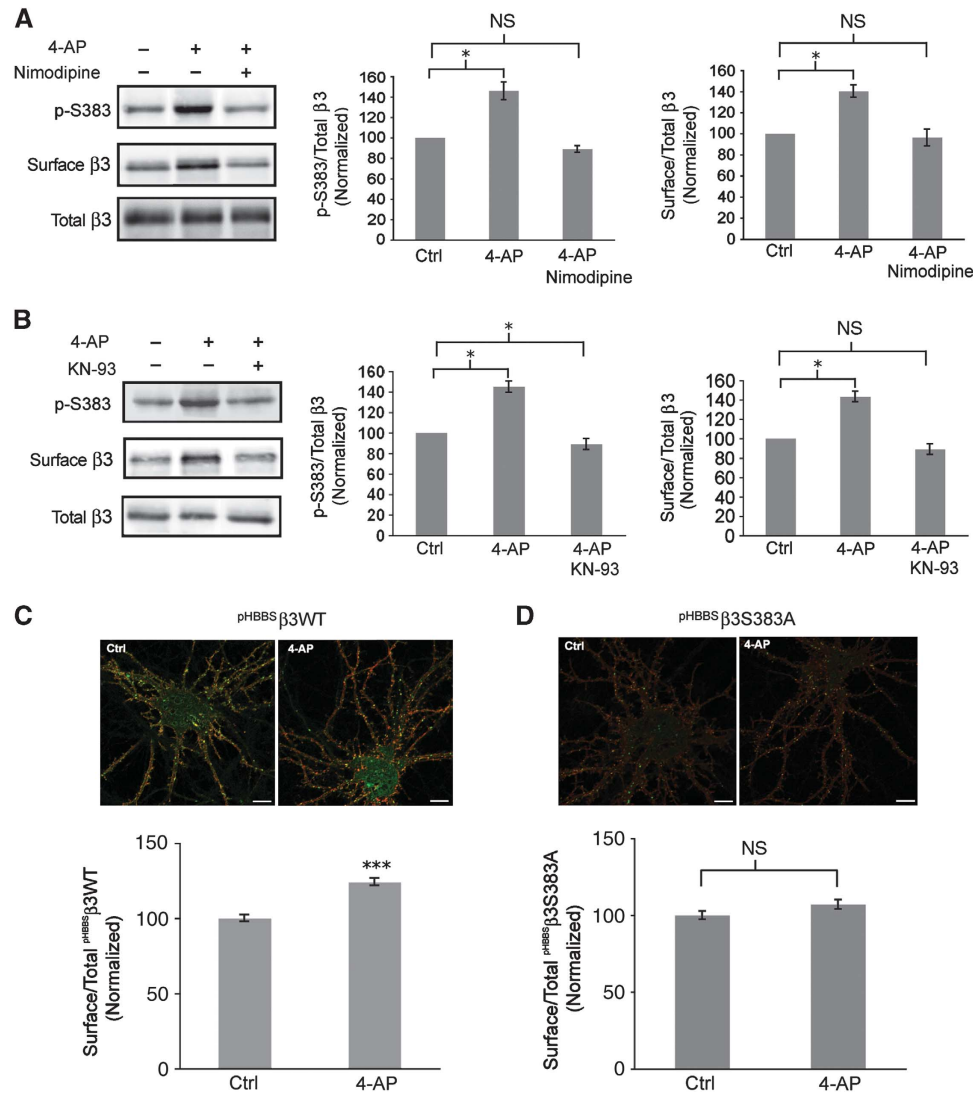 A
4-AP – + +
Nimodipine – – +
p-S383
Surface β3
Total β3
NS
*
p-S383/Total β3
(Normalized)
160
140
120
100
80
60
40
20
0
Ctrl 4-AP 4-AP
Nimodipine
NS
*
Surface/Total β3
(Normalized)
160
140
120
100
80
60
40
20
0
Ctrl 4-AP 4-AP
Nimodipine
B
4-AP – + +
KN-93 – – +
p-S383
Surface β3
Total β3
*
*
p-S383/Total β3
(Normalized)
160
140
120
100
80
60
40
20
0
Ctrl 4-AP 4-AP
KN-93
NS
*
Surface/Total β3
(Normalized)
160
140
120
100
80
60
40
20
0
Ctrl 4-AP 4-AP
KN-93
C
pHBBSβ3WT
Ctrl
4-AP
Surface/Total pHBBSβ3WT
(Normalized)
150
100
50
0
***
Ctrl 4-AP
D
pHBBSβ3S383A
Ctrl
4-AP
Surface/Total pHBBSβ3S383A
(Normalized)
150
100
50
0
NS
Ctrl 4-AP